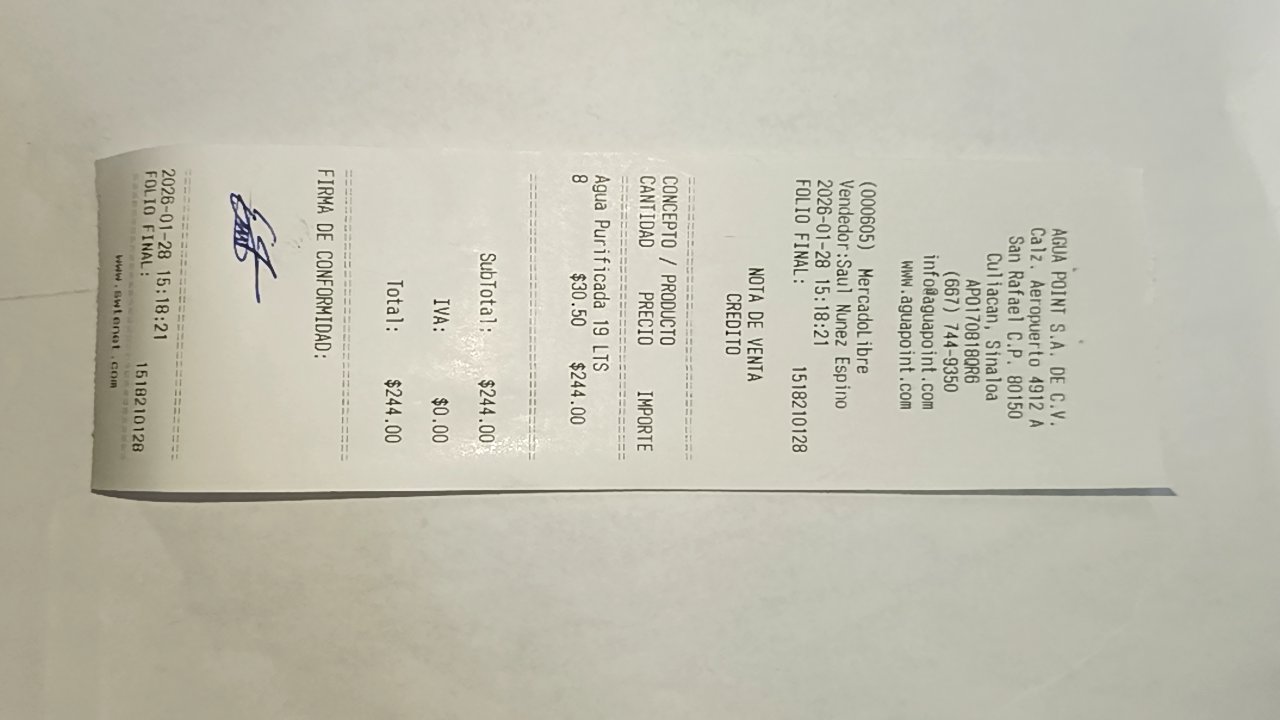 AGUA POINT S.A. DE C.V.
Calz. Aeropuerto 4912 A
San Rafael C.P. 80150
Culiacan, Sinaloa
APO170818QR6
(667) 744-9350
info@aguapoint.com
www.aguapoint.com
(000605) MercadoLibre
Vendedor:Saul Nunez Espino
2026-01-28 15:18:21
FOLIO FINAL: 1518210128
NOTA DE VENTA
CREDITO
CONCEPTO / PRODUCTO
CANTIDAD PRECIO IMPORTE
Agua Purificada 19 LTS
8 $30.50 $244.00
SubTotal: $244.00
IVA: $0.00
Total: $244.00
FIRMA DE CONFORMIDAD:
2026-01-28 15:18:21
FOLIO FINAL: 1518210128